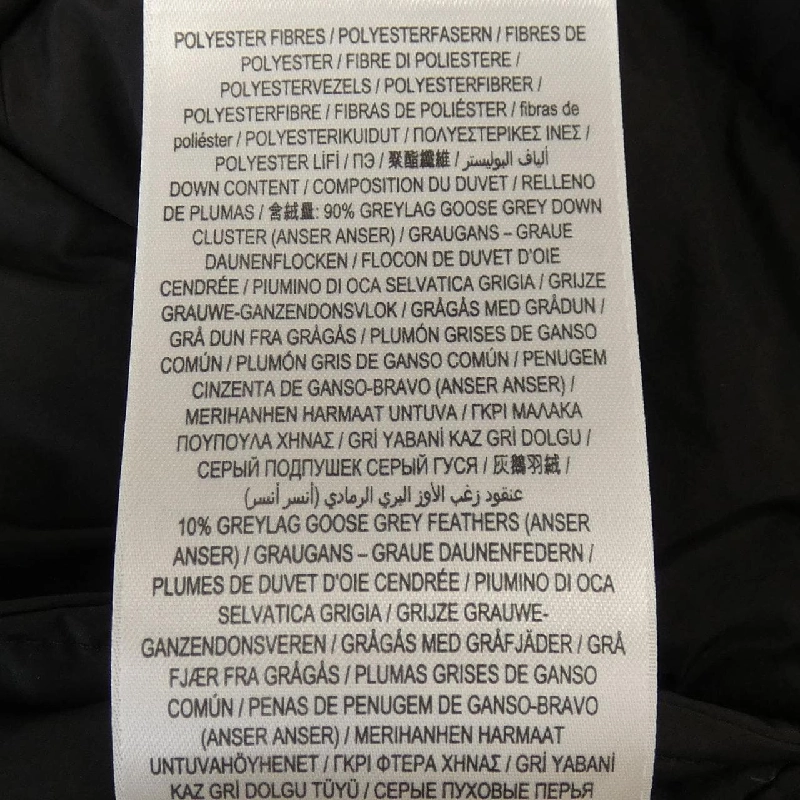 POLYESTER FIBRES / POLYESTERFASERN / FIBRES DE
POLYESTER / FIBRE DI POLIESTERE /
POLYESTERVEZELS / POLYESTERFIBRER /
POLYESTERFIBRE / FIBRAS DE POLIÉSTER / fibras de
poliéster / POLYESTERIKUIDUT / ΠΟΛΥΕΣΤΕΡΙΚΕΣ ΙΝΕΣ /
POLYESTER LİFİ / ПЭ / 聚酯纖維 / ألياف البوليستر /
DOWN CONTENT / COMPOSITION DU DUVET / RELLENO
DE PLUMAS / 含絨量: 90% GREYLAG GOOSE GREY DOWN
CLUSTER (ANSER ANSER) / GRAUGANS – GRAUE
DAUNENFLOCKEN / FLOCON DE DUVET D'OIE
CENDRÉE / PIUMINO DI OCA SELVATICA GRIGIA / GRIJZE
GRAUWE-GANZENDONSVLOK / GRÅGÅS MED GRÅDUN /
GRÅ DUN FRA GRÅGÅS / PLUMÓN GRISES DE GANSO
COMÚN / PLUMÓN GRIS DE GANSO COMÚN / PENUGEM
CINZENTA DE GANSO-BRAVO (ANSER ANSER) /
MERIHANHEN HARMAAT UNTUVA / ΓΚΡΙ ΜΑΛΑΚΑ
ΠΟΥΠΟΥΛΑ ΧΗΝΑΣ / GRİ YABANİ KAZ GRİ DOLGU /
СЕРЫЙ ПОДПУШЕК СЕРЫЙ ГУСЯ / 灰鵝羽絨 /
عنقود زغب الأوز البري الرمادي (أنسر أنسر)
10% GREYLAG GOOSE GREY FEATHERS (ANSER
ANSER) / GRAUGANS – GRAUE DAUNENFEDERN /
PLUMES DE DUVET D'OIE CENDRÉE / PIUMINO DI OCA
SELVATICA GRIGIA / GRIJZE GRAUWE-
GANZENDONSVEREN / GRÅGÅS MED GRÅFJÄDER / GRÅ
FJÆR FRA GRÅGÅS / PLUMAS GRISES DE GANSO
COMÚN / PENAS DE PENUGEM DE GANSO-BRAVO
(ANSER ANSER) / MERIHANHEN HARMAAT
UNTUVAHÖYHENET / ΓΚΡΙ ΦΤΕΡΑ ΧΗΝΑΣ / GRİ YABANİ
KAZ GRİ DOLGU TÜYÜ / СЕРЫЕ ПУХОВЫЕ ПЕРЬЯ